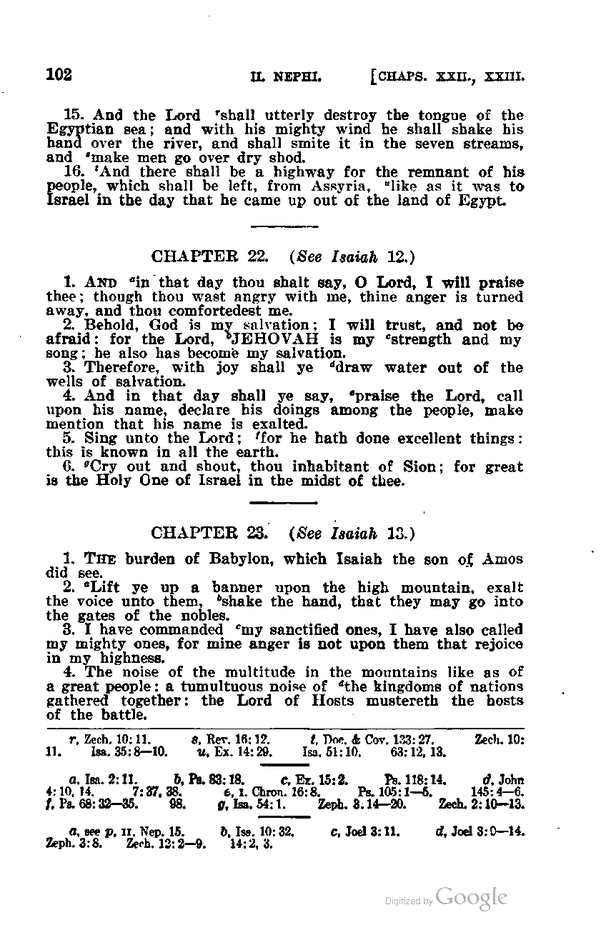 102 II. NEPHI. [CHAPS. XXII., XXIII.
15. And the Lord ʳshall utterly destroy the tongue of the
Egyptian sea; and with his mighty wind he shall shake his
hand over the river, and shall smite it in the seven streams,
and ˢmake men go over dry shod.
16. ᵗAnd there shall be a highway for the remnant of his
people, which shall be left, from Assyria, ᵘlike as it was to
Israel in the day that he came up out of the land of Egypt.
CHAPTER 22. (See Isaiah 12.)
1. AND ᵃin that day thou shalt say, O Lord, I will praise
thee; though thou wast angry with me, thine anger is turned
away, and thou comfortedest me.
2. Behold, God is my salvation; I will trust, and not be
afraid: for the Lord, ᵇJEHOVAH is my ᶜstrength and my
song; he also has become my salvation.
3. Therefore, with joy shall ye ᵈdraw water out of the
wells of salvation.
4. And in that day shall ye say, ᵉpraise the Lord, call
upon his name, declare his doings among the people, make
mention that his name is exalted.
5. Sing unto the Lord; ᶠfor he hath done excellent things:
this is known in all the earth.
6. ᵍCry out and shout, thou inhabitant of Sion; for great
is the Holy One of Israel in the midst of thee.
CHAPTER 23. (See Isaiah 13.)
1. THE burden of Babylon, which Isaiah the son of Amos
did see.
2. ᵃLift ye up a banner upon the high mountain, exalt
the voice unto them, ᵇshake the hand, that they may go into
the gates of the nobles.
3. I have commanded ᶜmy sanctified ones, I have also called
my mighty ones, for mine anger is not upon them that rejoice
in my highness.
4. The noise of the multitude in the mountains like as of
a great people: a tumultuous noise of ᵈthe kingdoms of nations
gathered together: the Lord of Hosts mustereth the hosts
of the battle.
r, Zech. 10:11. s, Rev. 16:12. t, Doc. & Cov. 133:27. Zech. 10:
11. Isa. 35:8—10. u, Ex. 14:29. Isa. 51:10. 63:12, 13.
a, Isa. 2:11. b, Ps. 83:18. c, Ex. 15:2. Ps. 118:14. d, John
4:10, 14. 7:37, 38. e, 1. Chron. 16:8. Ps. 105:1—5. 145:4—6.
f, Ps. 68:32—35. 98. g, Isa. 54:1. Zeph. 3.14—20. Zech. 2:10—13.
a, see p, II. Nep. 15. b, Isa. 10:32. c, Joel 3:11. d, Joel 3:9—14.
Zeph. 3:8. Zech. 12:2—9. 14:2, 3.
Digitized by Google